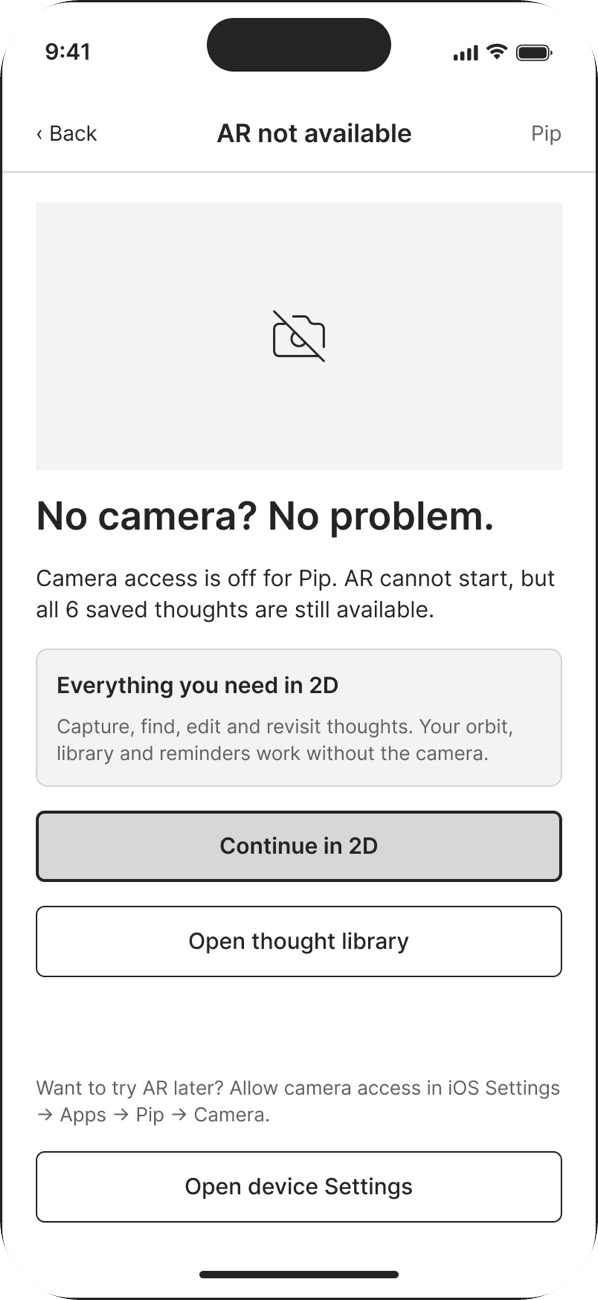 9:41
‹ Back
AR not available
Pip
No camera? No problem.
Camera access is off for Pip. AR cannot start, but
all 6 saved thoughts are still available.
Everything you need in 2D
Capture, find, edit and revisit thoughts. Your orbit,
library and reminders work without the camera.
Continue in 2D
Open thought library
Want to try AR later? Allow camera access in iOS Settings
→ Apps → Pip → Camera.
Open device Settings